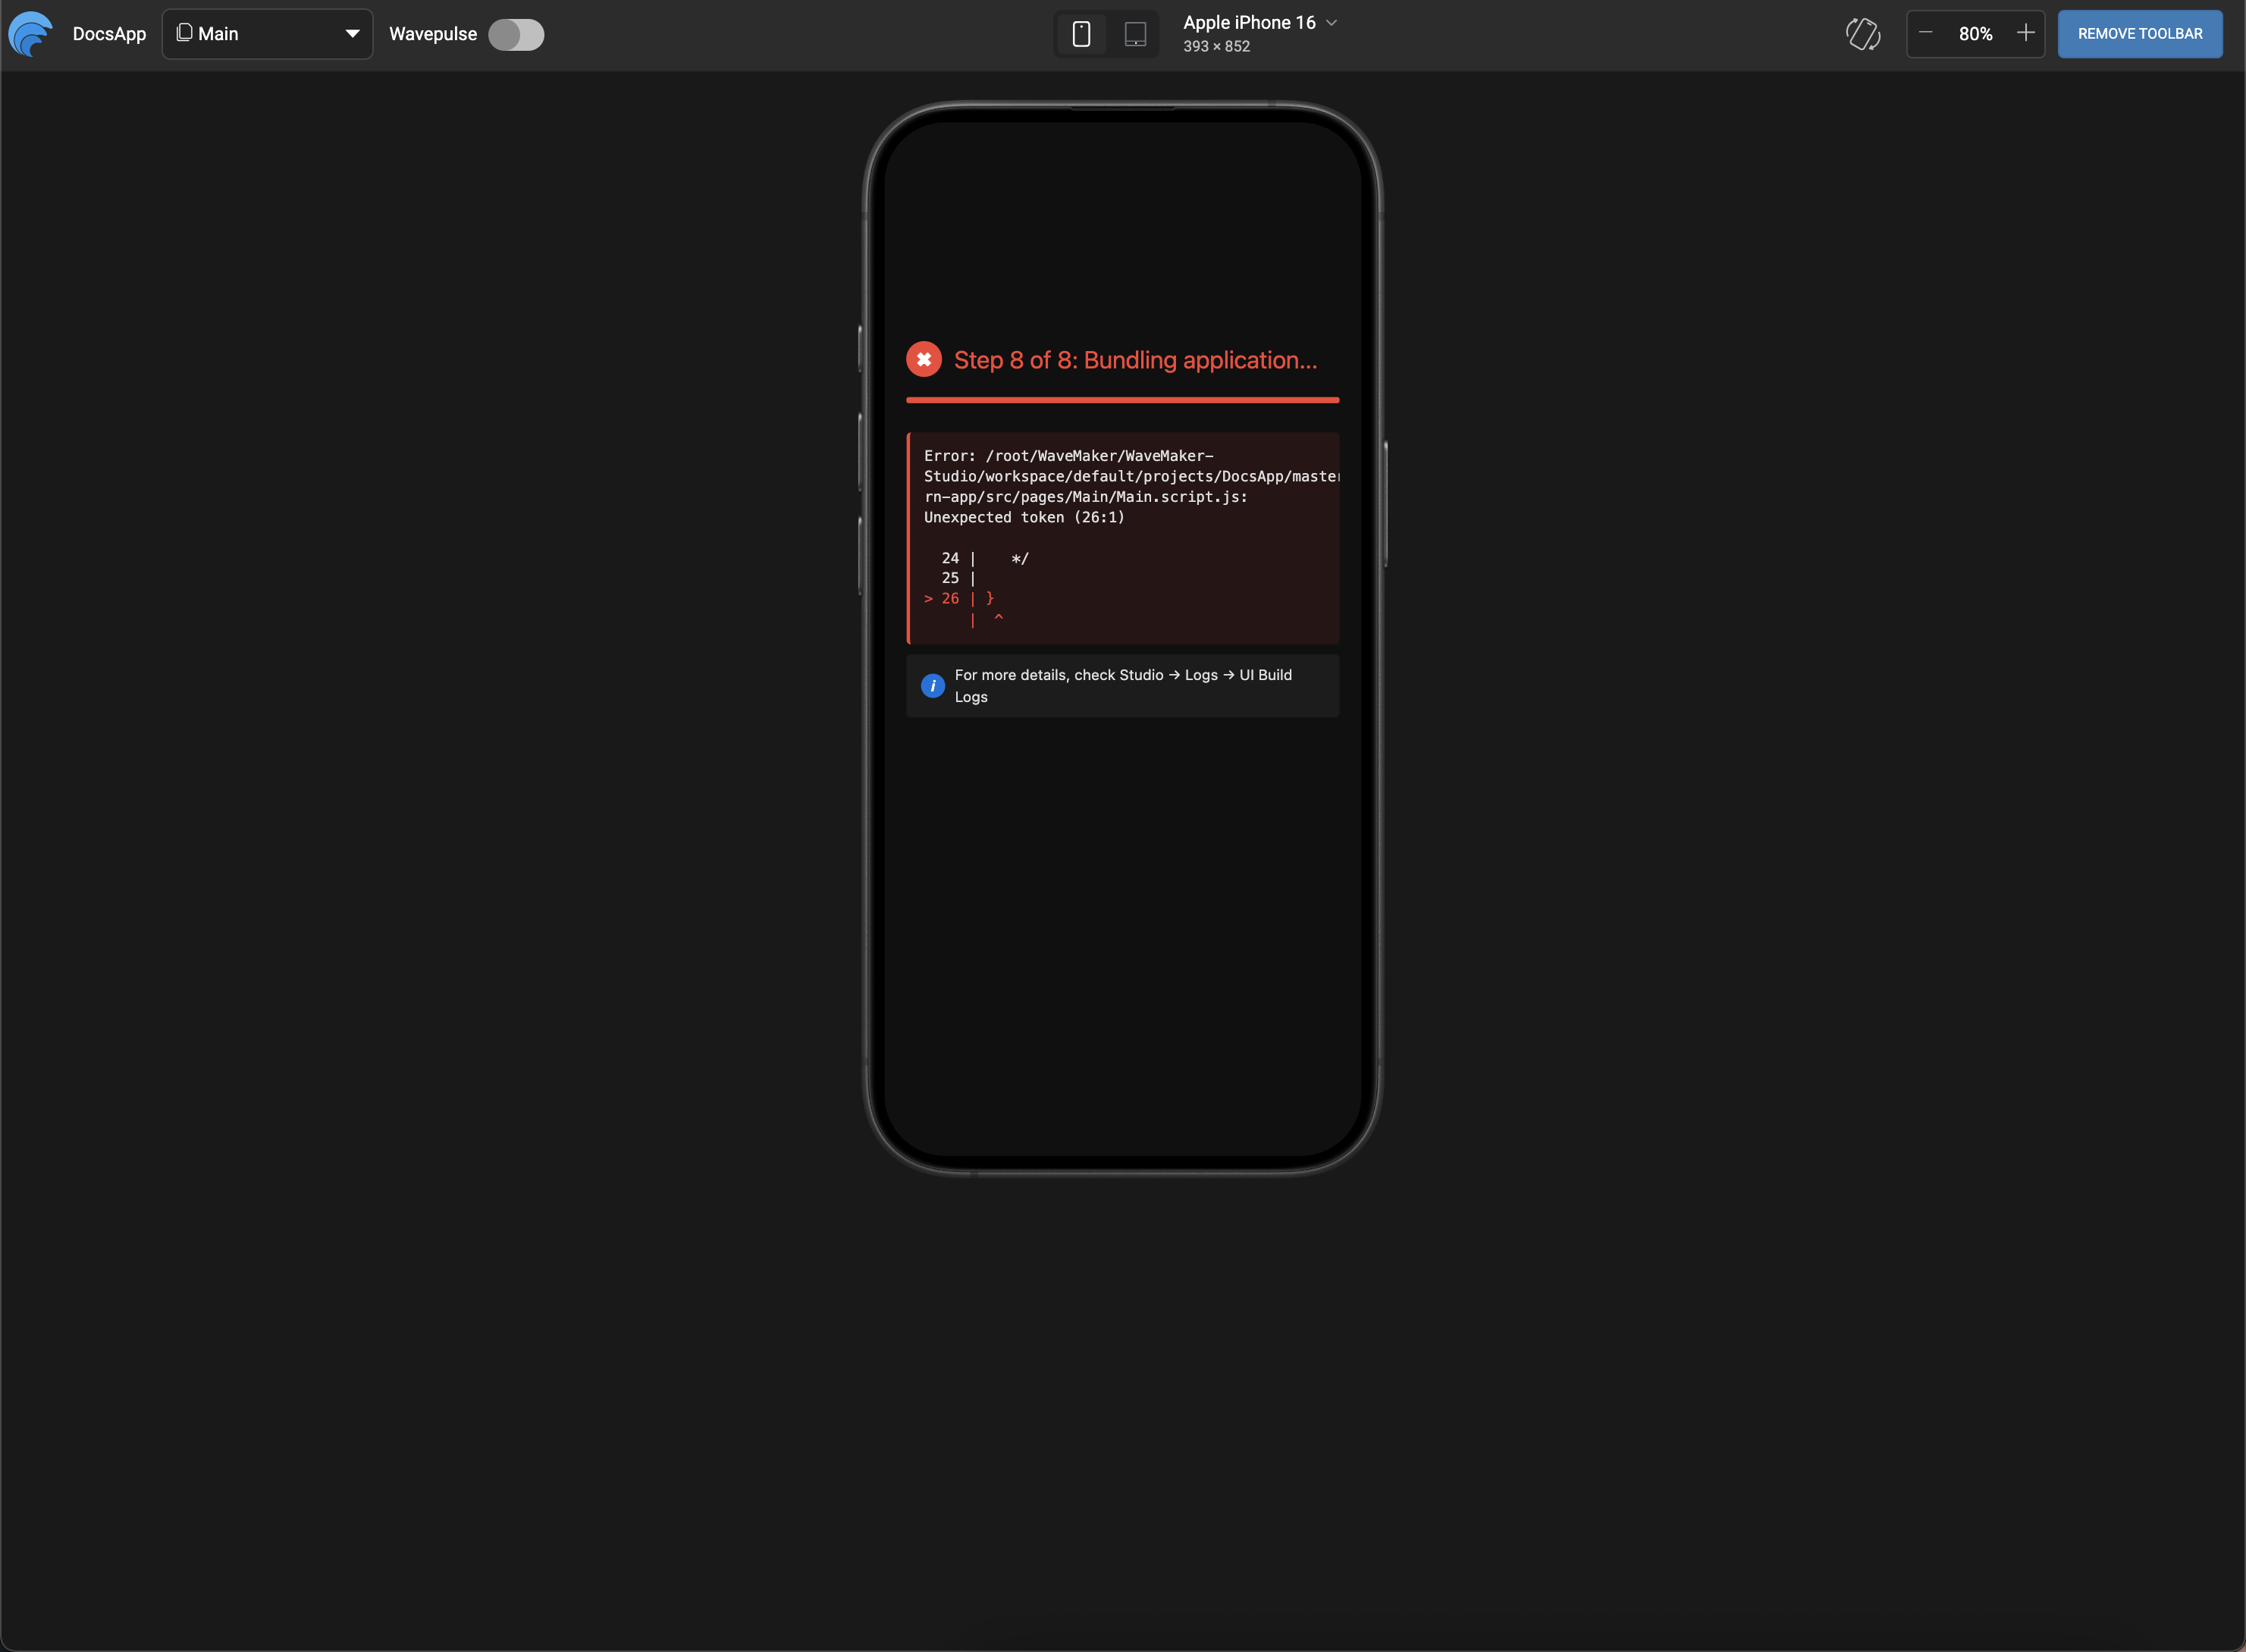 DocsApp
Main
Wavepulse
Apple iPhone 16
393 × 852
80%
REMOVE TOOLBAR
Step 8 of 8: Bundling application...
Error: /root/WaveMaker/WaveMaker-
Studio/workspace/default/projects/DocsApp/master
rn-app/src/pages/Main/Main.script.js:
Unexpected token (26:1)
24 |    */
25 |
> 26 | }
|  ^
For more details, check Studio → Logs → UI Build
Logs